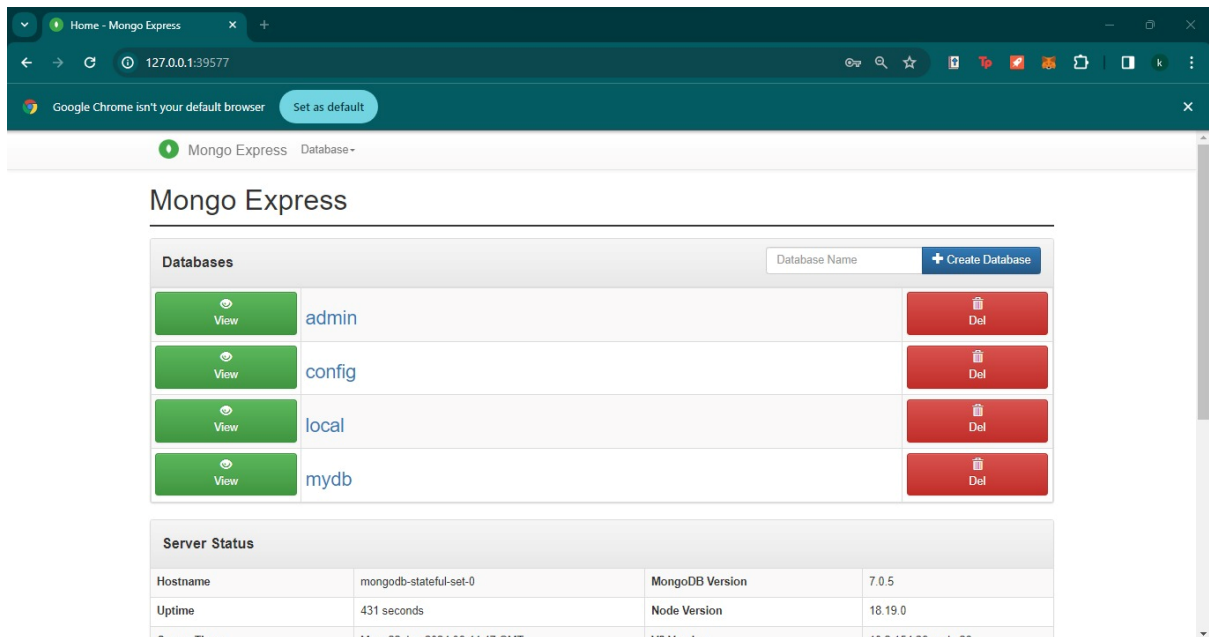 Home - Mongo Express
127.0.0.1:39577
Tp
k
Google Chrome isn't your default browser Set as default
Mongo Express Database
Mongo Express
Databases Database Name Create Database
View admin Del
View config Del
View local Del
View mydb Del
Server Status
Hostname mongodb-stateful-set-0 MongoDB Version 7.0.5
Uptime 431 seconds Node Version 18.19.0